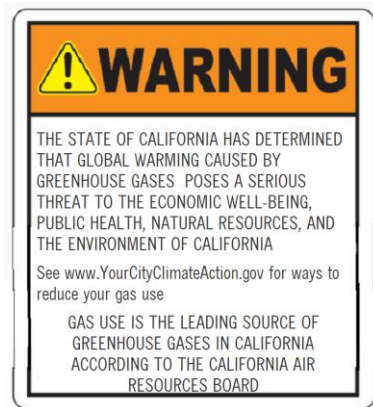 WARNING
THE STATE OF CALIFORNIA HAS DETERMINED
THAT GLOBAL WARMING CAUSED BY
GREENHOUSE GASES POSES A SERIOUS
THREAT TO THE ECONOMIC WELL-BEING,
PUBLIC HEALTH, NATURAL RESOURCES, AND
THE ENVIRONMENT OF CALIFORNIA
See www.YourCityClimateAction.gov for ways to
reduce your gas use
GAS USE IS THE LEADING SOURCE OF
GREENHOUSE GASES IN CALIFORNIA
ACCORDING TO THE CALIFORNIA AIR
RESOURCES BOARD